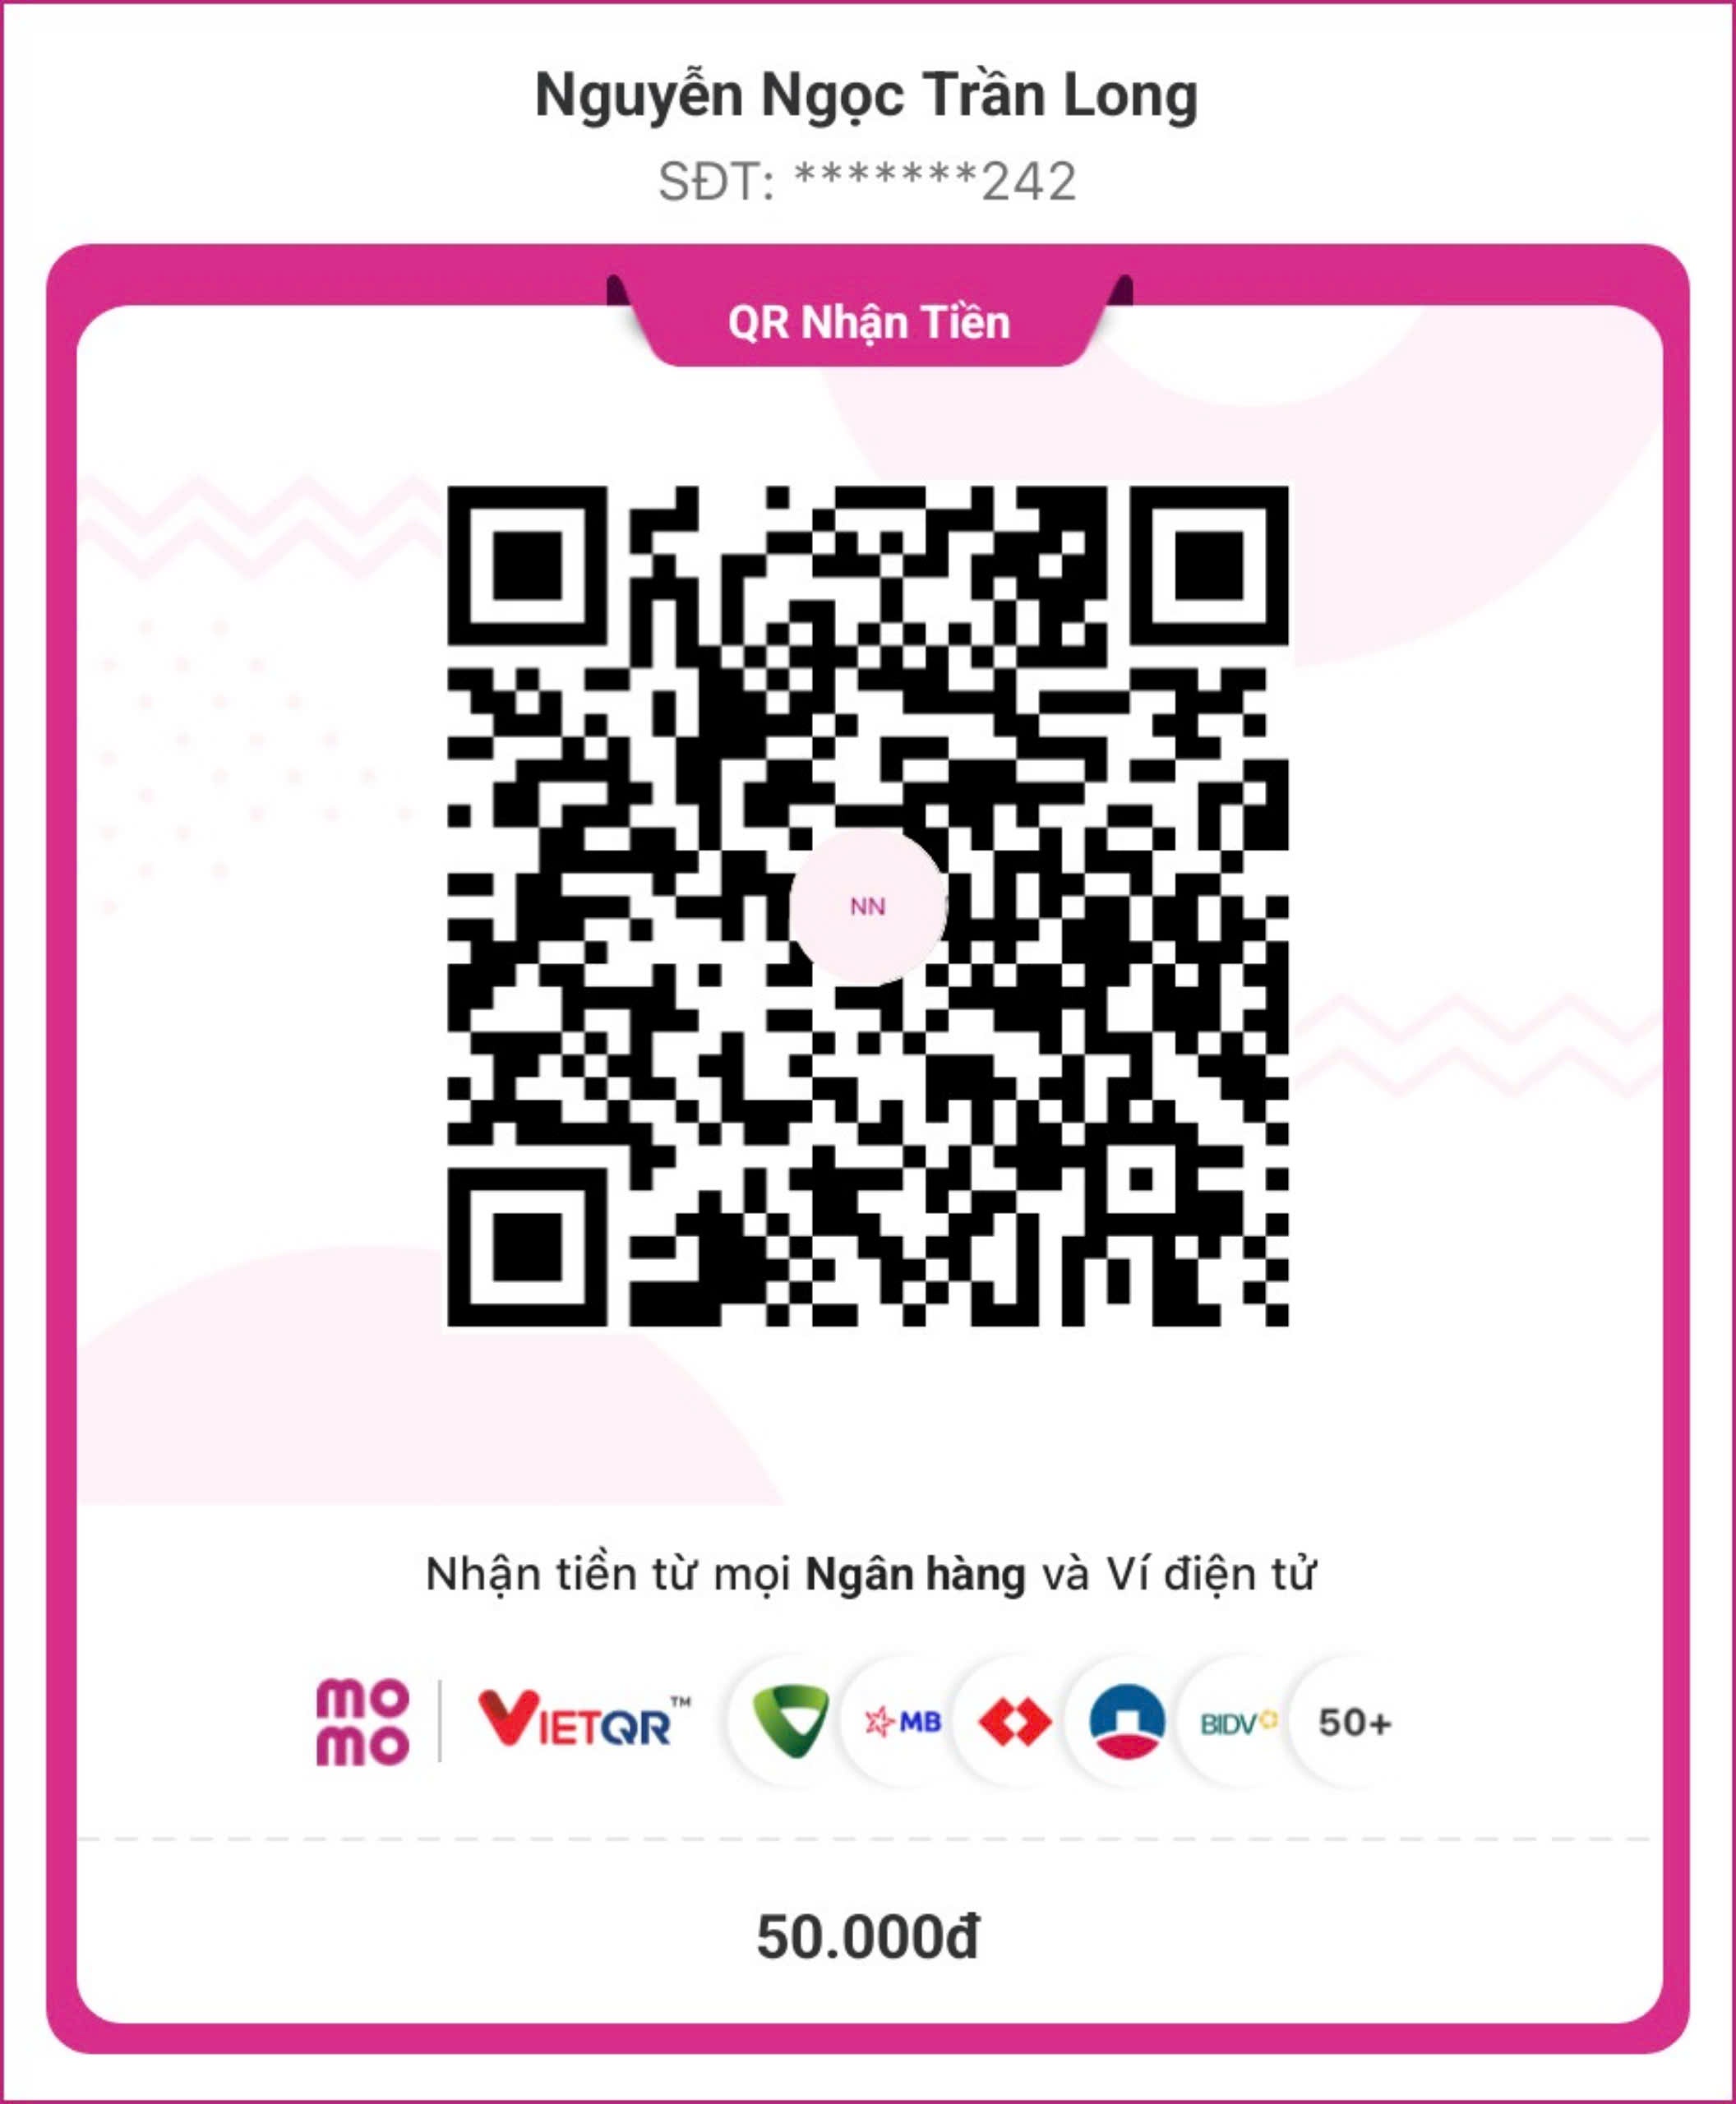 Nguyễn Ngọc Trần Long
SĐT: *******242
QR Nhận Tiền
NN
Nhận tiền từ mọi Ngân hàng và Ví điện tử
mo
mo
VIETQR™
MB
BIDV
50+
50.000đ